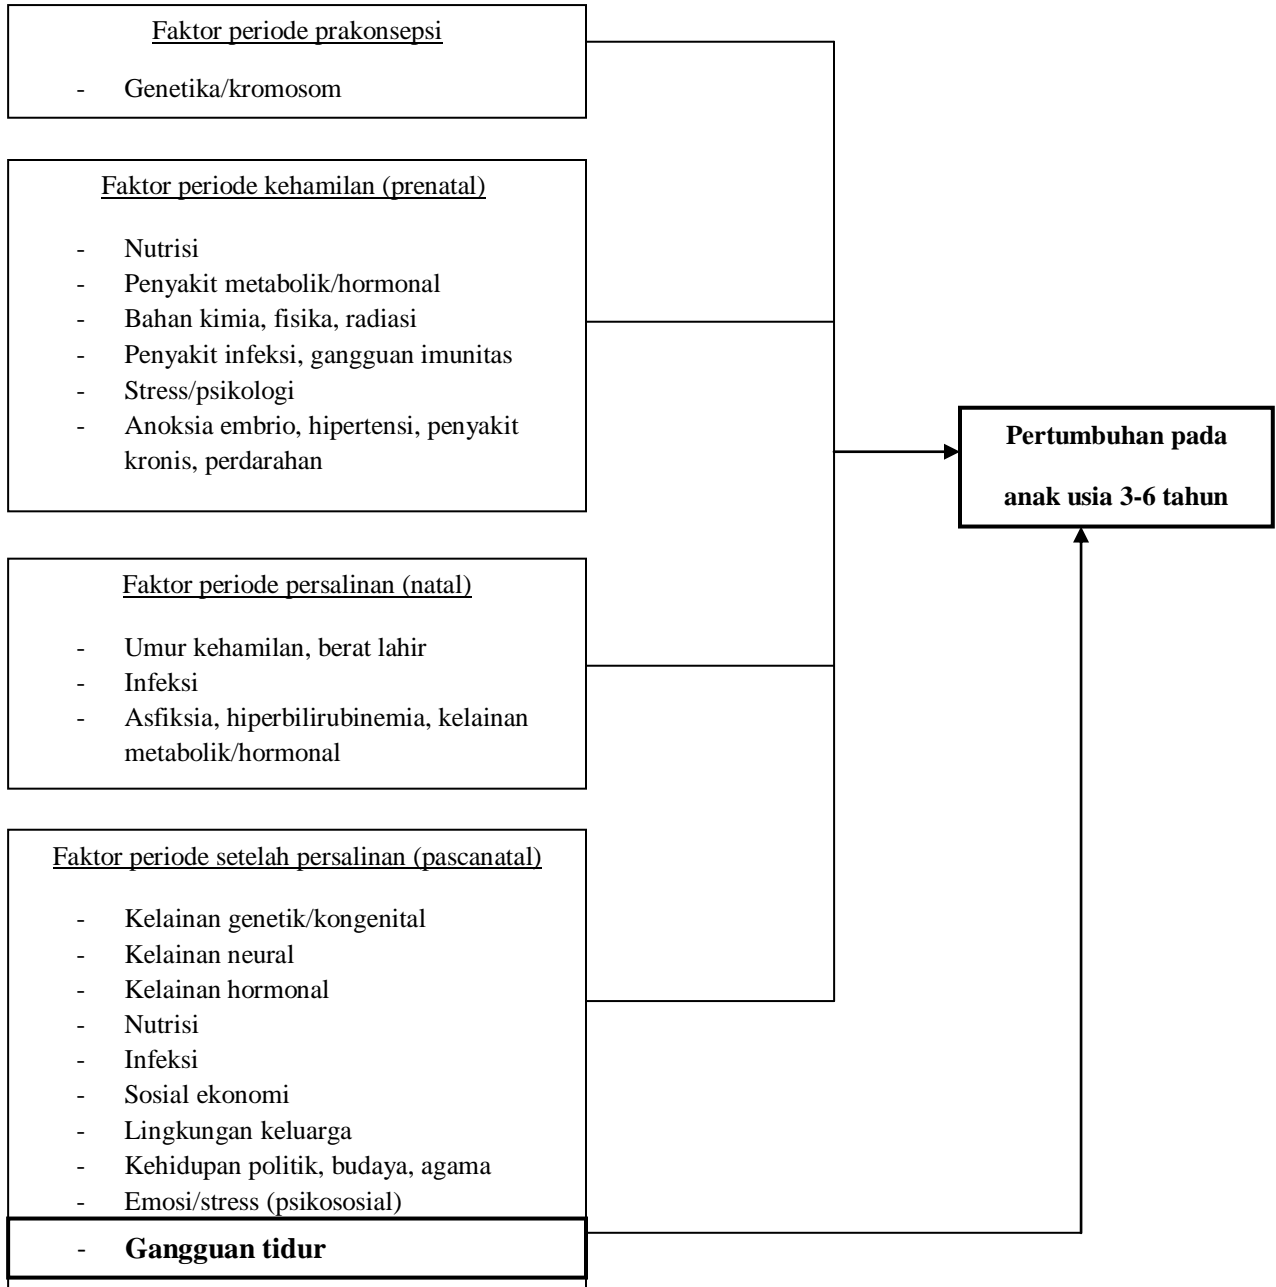 Faktor periode prakonsepsi
- Genetika/kromosom
Faktor periode kehamilan (prenatal)
- Nutrisi
- Penyakit metabolik/hormonal
- Bahan kimia, fisika, radiasi
- Penyakit infeksi, gangguan imunitas
- Stress/psikologi
- Anoksia embrio, hipertensi, penyakit
kronis, perdarahan
Pertumbuhan pada
anak usia 3-6 tahun
Faktor periode persalinan (natal)
- Umur kehamilan, berat lahir
- Infeksi
- Asfiksia, hiperbilirubinemia, kelainan
metabolik/hormonal
Faktor periode setelah persalinan (pascanatal)
- Kelainan genetik/kongenital
- Kelainan neural
- Kelainan hormonal
- Nutrisi
- Infeksi
- Sosial ekonomi
- Lingkungan keluarga
- Kehidupan politik, budaya, agama
- Emosi/stress (psikososial)
- Gangguan tidur